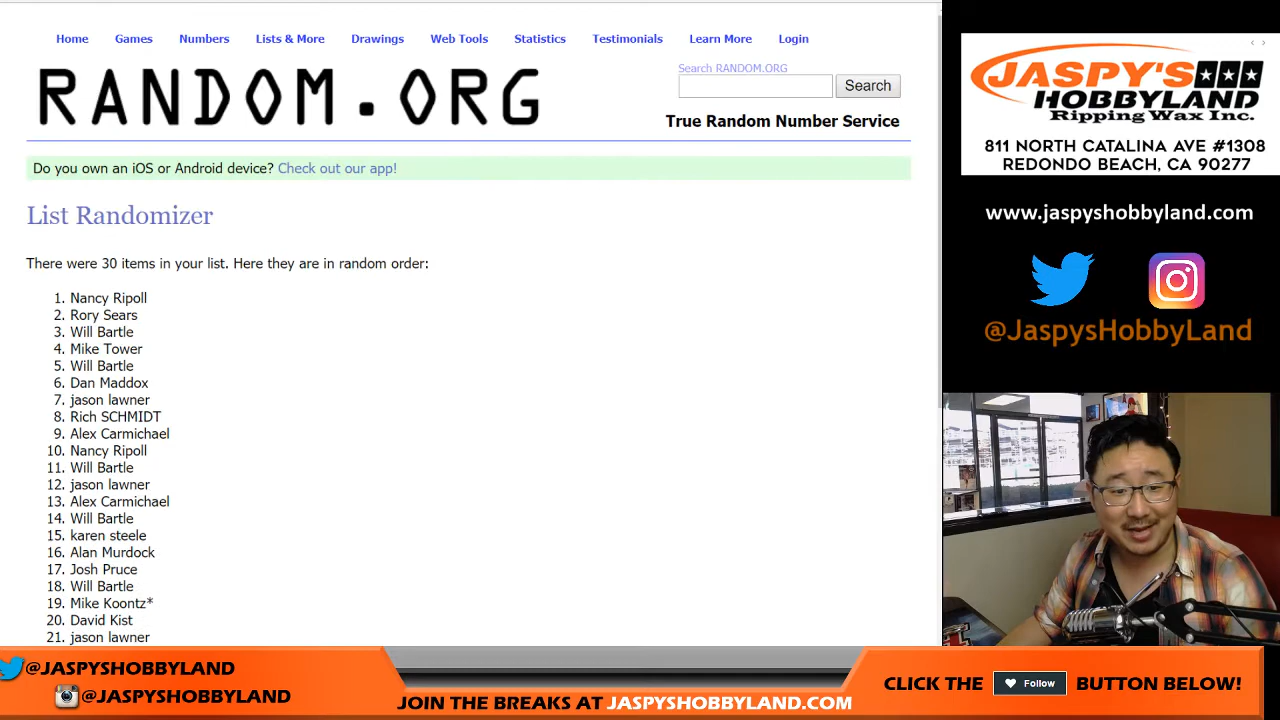 Home Games Numbers Lists & More Drawings Web Tools Statistics Testimonials Learn More Login
RANDOM.ORG
Search RANDOM.ORG
Search
True Random Number Service
Do you own an iOS or Android device? Check out our app!
List Randomizer
There were 30 items in your list. Here they are in random order:
1. Nancy Ripoll
2. Rory Sears
3. Will Bartle
4. Mike Tower
5. Will Bartle
6. Dan Maddox
7. jason lawner
8. Rich SCHMIDT
9. Alex Carmichael
10. Nancy Ripoll
11. Will Bartle
12. jason lawner
13. Alex Carmichael
14. Will Bartle
15. karen steele
16. Alan Murdock
17. Josh Pruce
18. Will Bartle
19. Mike Koontz*
20. David Kist
21. jason lawner
JASPY'S
HOBBYLAND
Ripping Wax Inc.
811 NORTH CATALINA AVE #1308
REDONDO BEACH, CA 90277
www.jaspyshobbyland.com
@JaspysHobbyLand
@JASPYSHOBBYLAND
@JASPYSHOBBYLAND
JOIN THE BREAKS AT JASPYSHOBBYLAND.COM
CLICK THE Follow BUTTON BELOW!